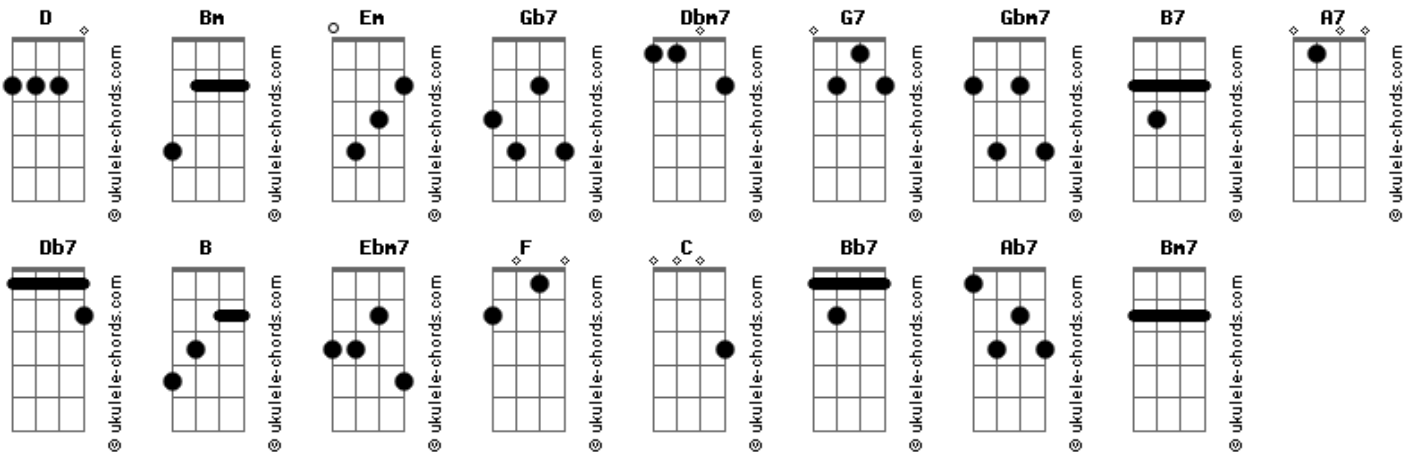 D Bm Em Gb7 Dbm7 G7 Gbm7 B7 A7
© ukulele-chords.com © ukulele-chords.com © ukulele-chords.com © ukulele-chords.com © ukulele-chords.com © ukulele-chords.com © ukulele-chords.com © ukulele-chords.com © ukulele-chords.com
Db7 B Ebm7 F C Bb7 Ab7 Bm7
© ukulele-chords.com © ukulele-chords.com © ukulele-chords.com © ukulele-chords.com © ukulele-chords.com © ukulele-chords.com © ukulele-chords.com © ukulele-chords.com